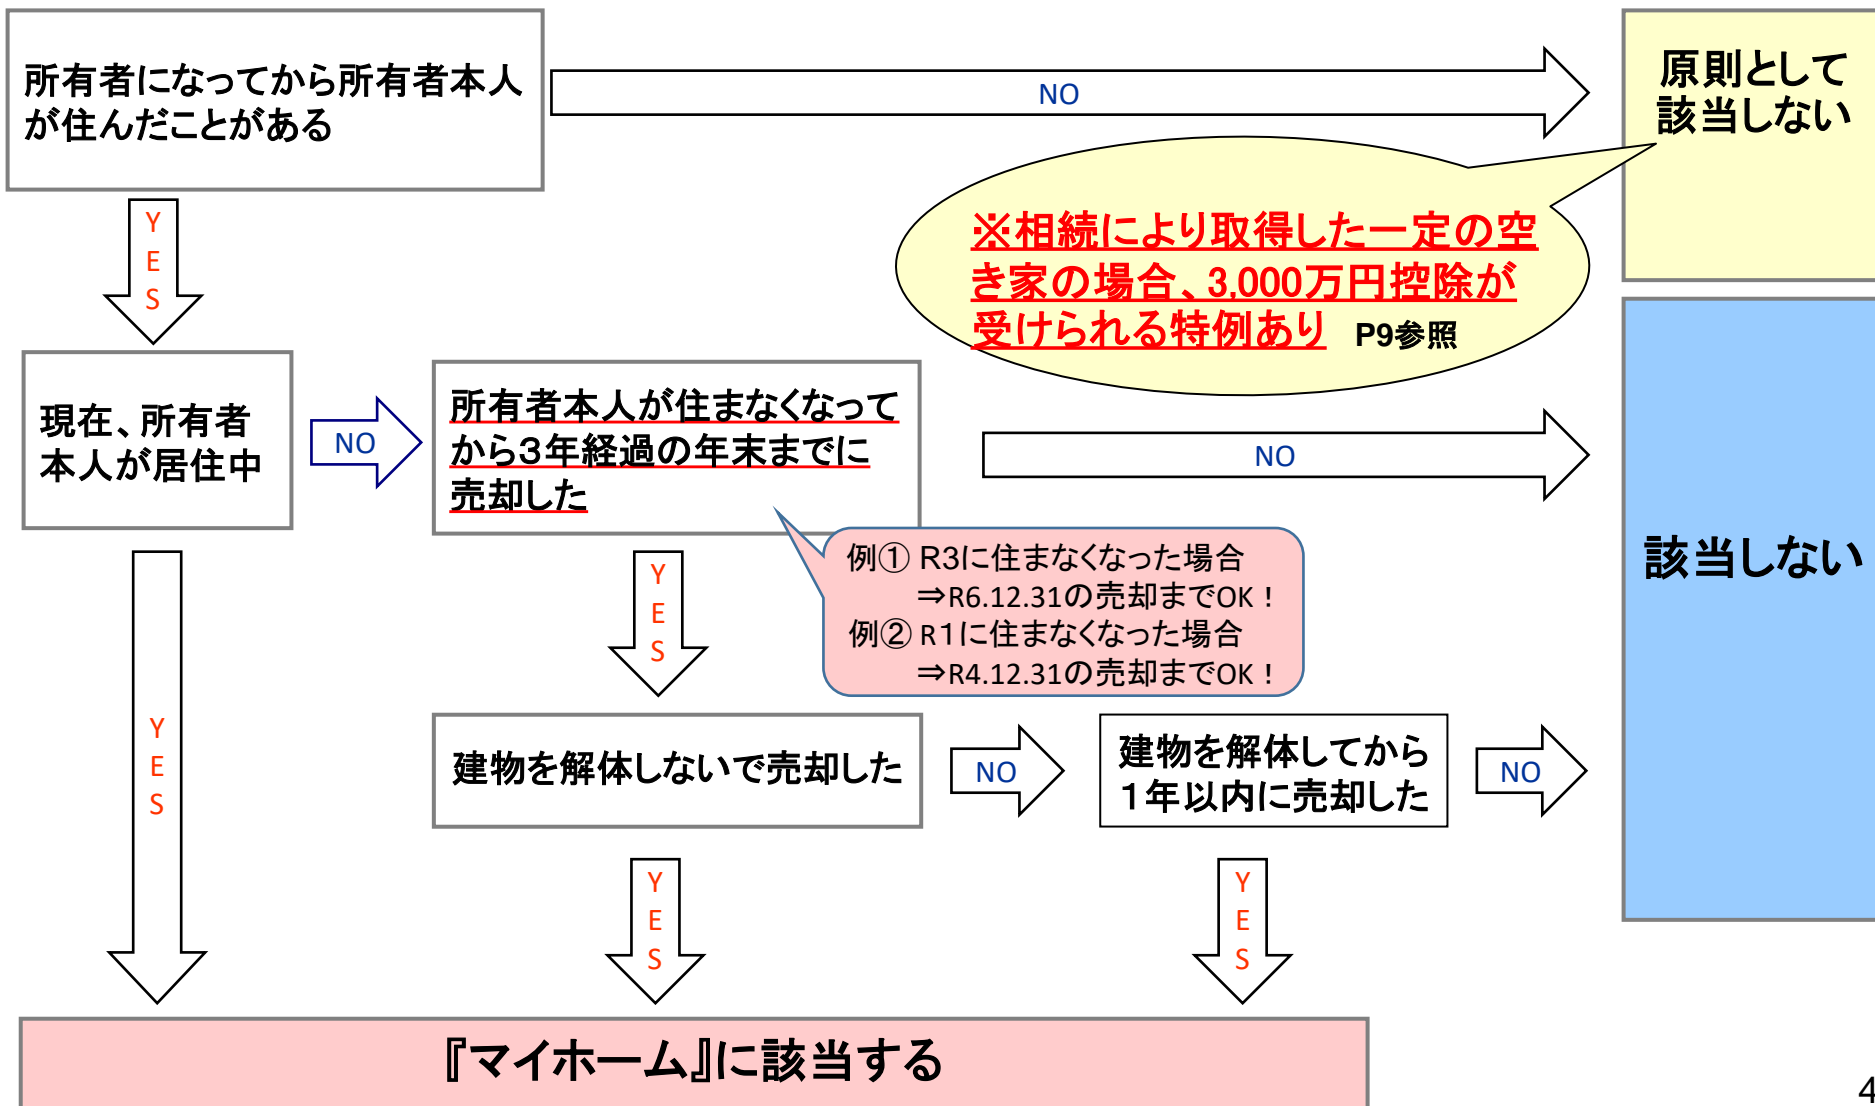 所有者になってから所有者本人
が住んだことがある
NO
原則として
該当しない
YES
※相続により取得した一定の空
き家の場合、3,000万円控除が
受けられる特例あり P9参照
現在、所有者
本人が居住中
NO
所有者本人が住まなくなって
から3年経過の年末までに
売却した
NO
該当しない
例① R3に住まなくなった場合
⇒R6.12.31の売却までOK!
例② R1に住まなくなった場合
⇒R4.12.31の売却までOK!
YES
YES
建物を解体しないで売却した
NO
建物を解体してから
1年以内に売却した
NO
YES
YES
『マイホーム』に該当する
4